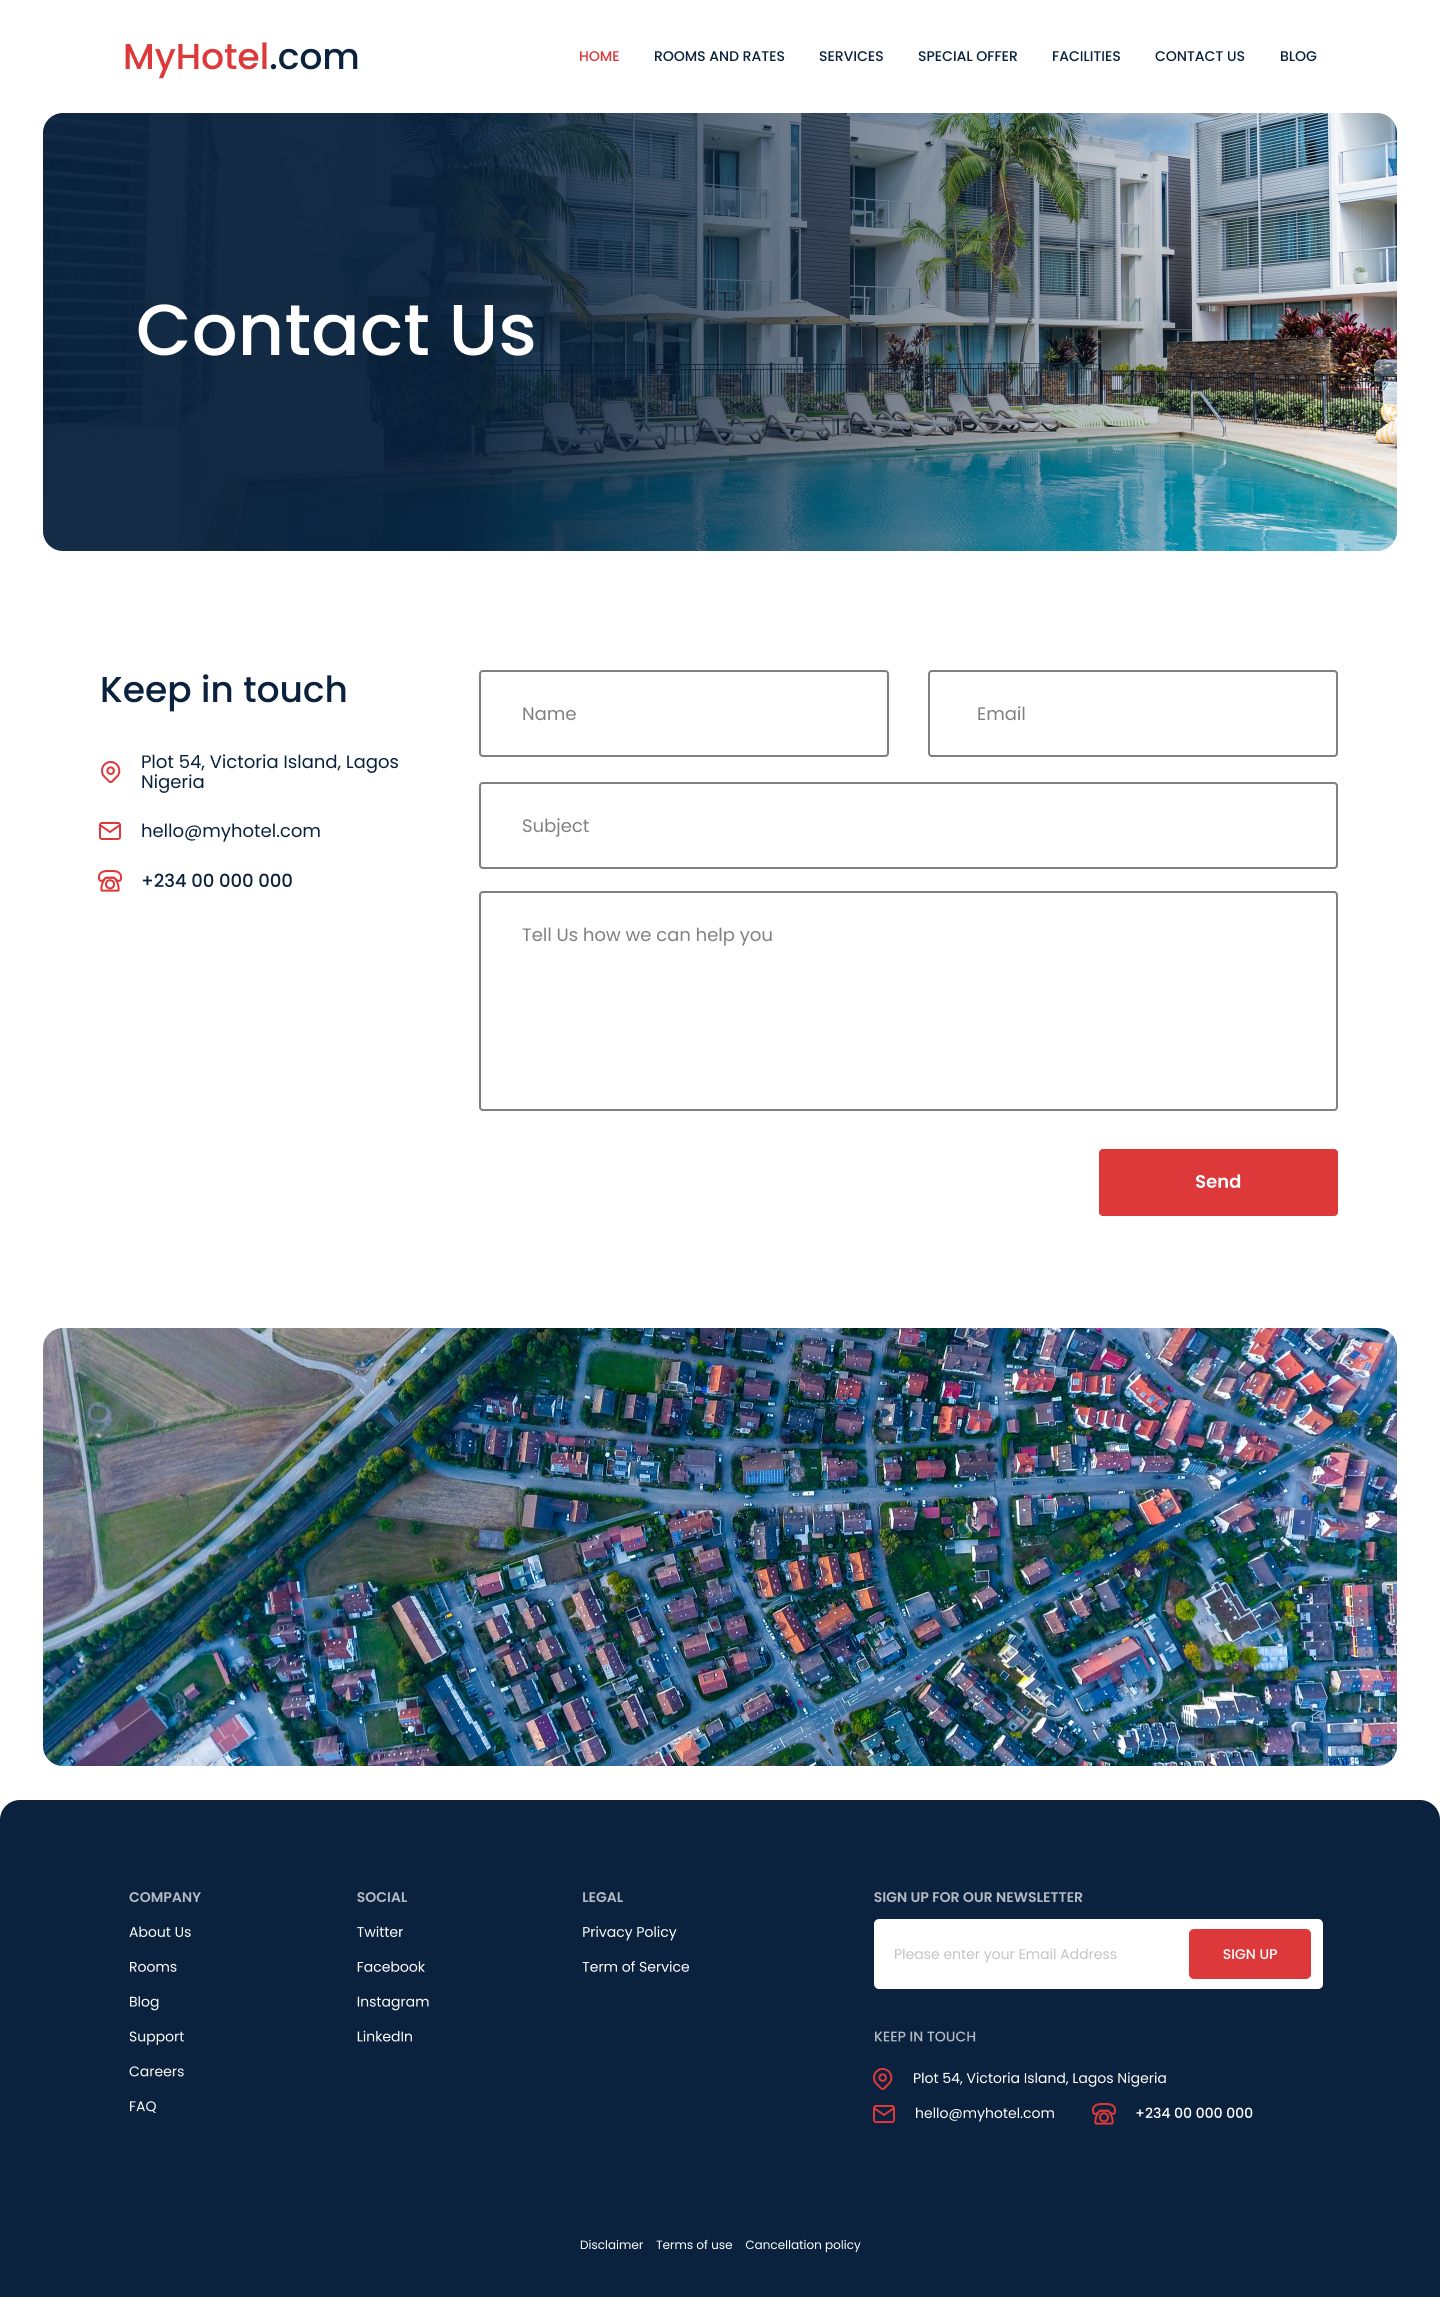 MyHotel.com
HOME ROOMS AND RATES SERVICES SPECIAL OFFER FACILITIES CONTACT US BLOG
Contact Us
Keep in touch
Plot 54, Victoria Island, Lagos
Nigeria
hello@myhotel.com
+234 00 000 000
Name
Email
Subject
Tell Us how we can help you
Send
COMPANY
About Us
Rooms
Blog
Support
Careers
FAQ
SOCIAL
Twitter
Facebook
Instagram
LinkedIn
LEGAL
Privacy Policy
Term of Service
SIGN UP FOR OUR NEWSLETTER
Please enter your Email Address
SIGN UP
KEEP IN TOUCH
Plot 54, Victoria Island, Lagos Nigeria
hello@myhotel.com
+234 00 000 000
Disclaimer Terms of use Cancellation policy